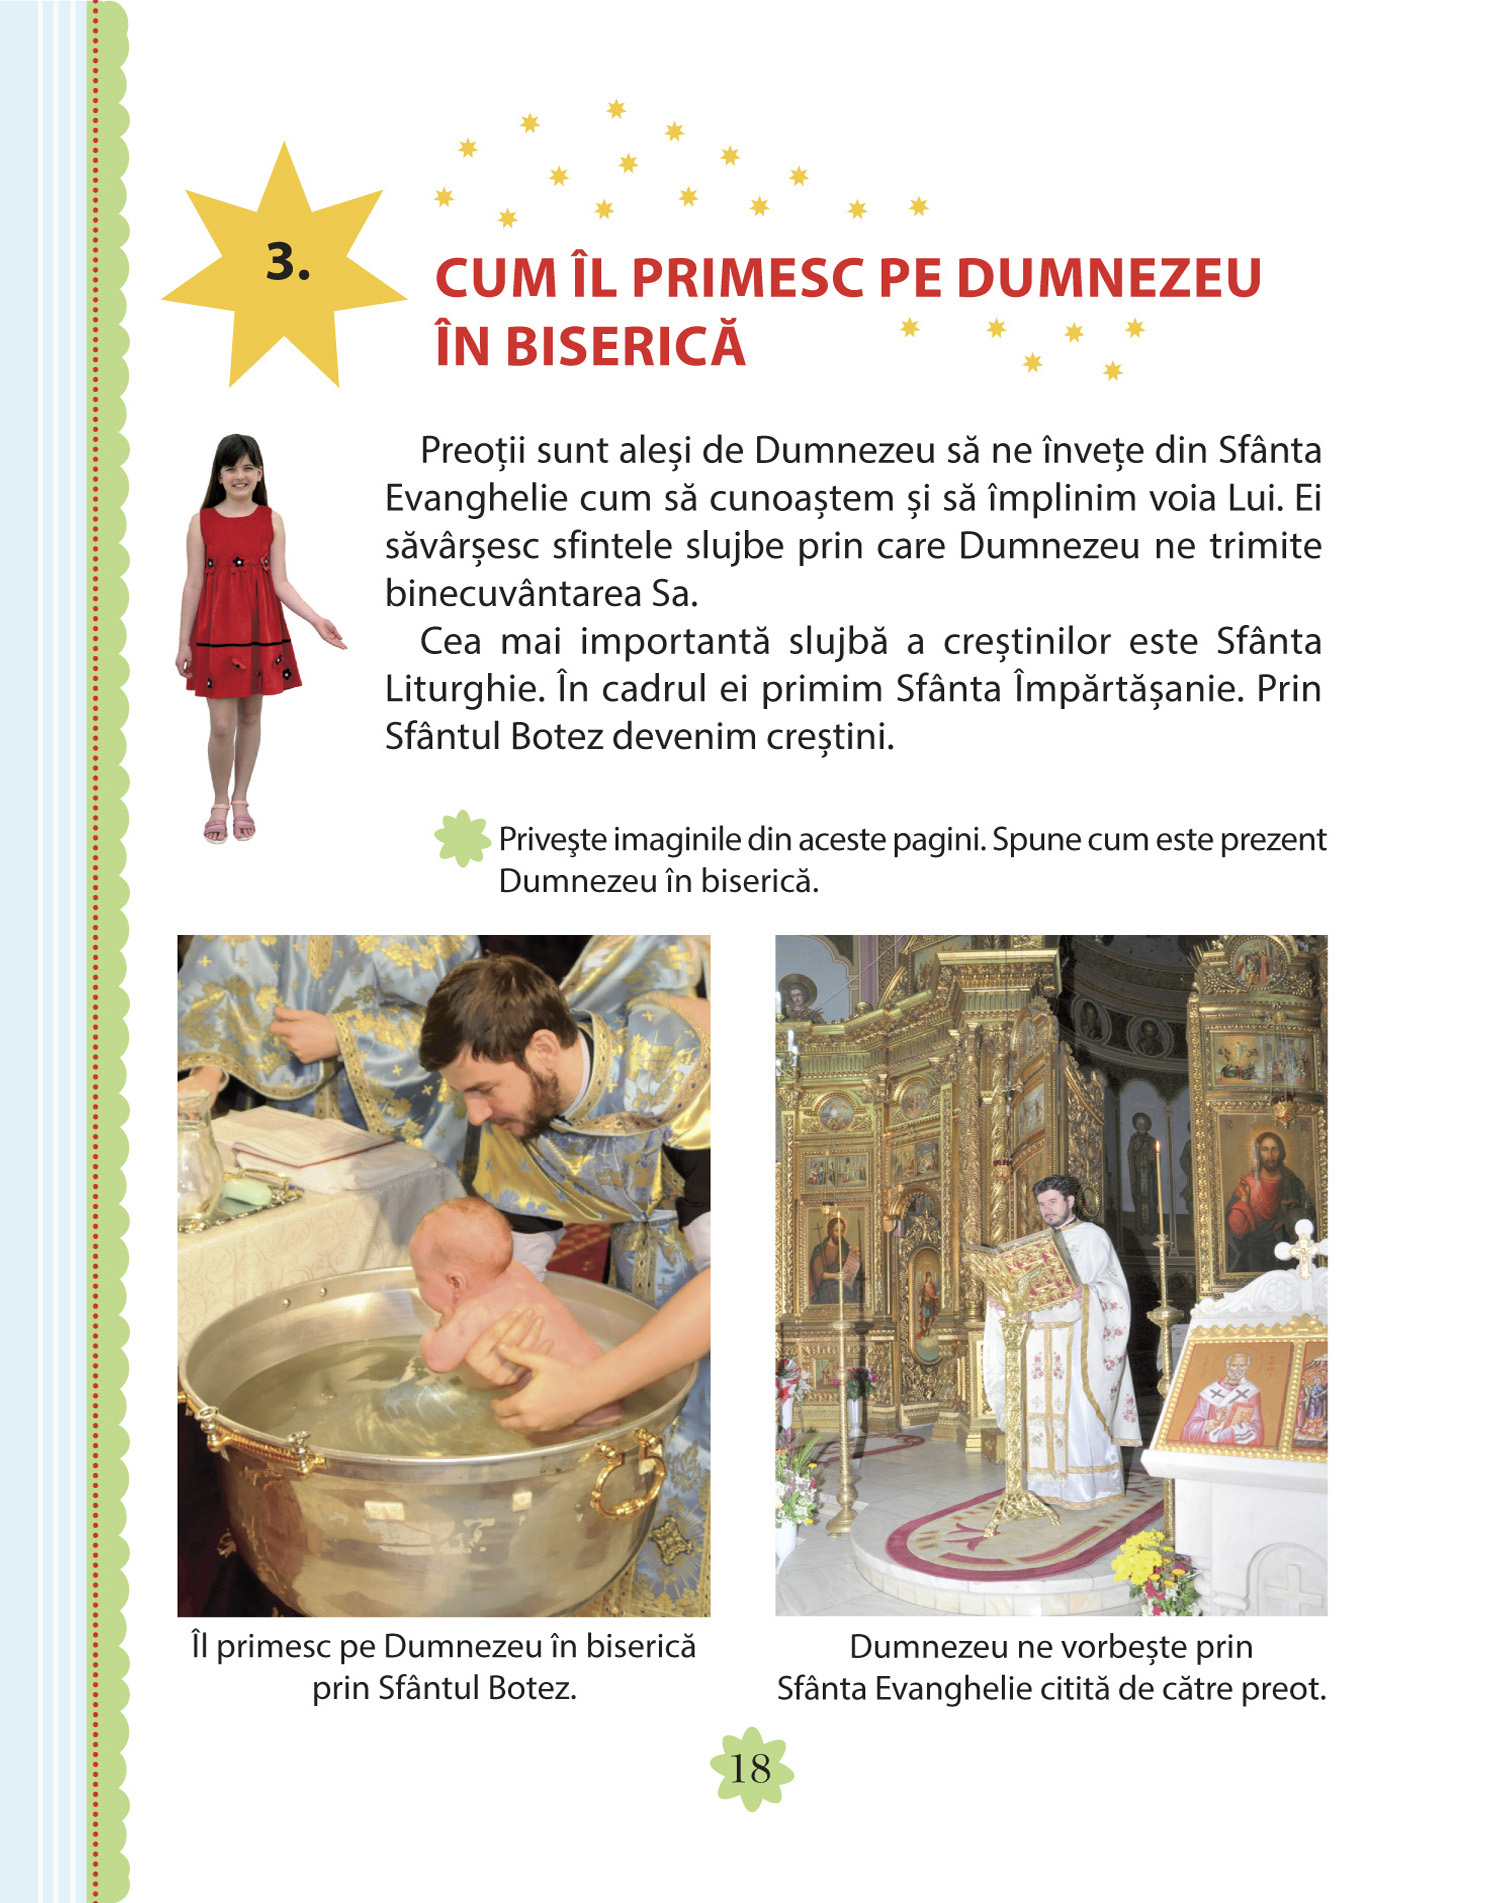 3.
CUM ÎL PRIMESC PE DUMNEZEU
ÎN BISERICĂ
Preoții sunt aleși de Dumnezeu să ne învețe din Sfânta
Evanghelie cum să cunoaștem și să împlinim voia Lui. Ei
săvârșesc sfintele slujbe prin care Dumnezeu ne trimite
binecuvântarea Sa.
Cea mai importantă slujbă a creștinilor este Sfânta
Liturghie. În cadrul ei primim Sfânta Împărtășanie. Prin
Sfântul Botez devenim creștini.
Priveşte imaginile din aceste pagini. Spune cum este prezent
Dumnezeu în biserică.
Îl primesc pe Dumnezeu în biserică
prin Sfântul Botez.
Dumnezeu ne vorbește prin
Sfânta Evanghelie citită de către preot.
18